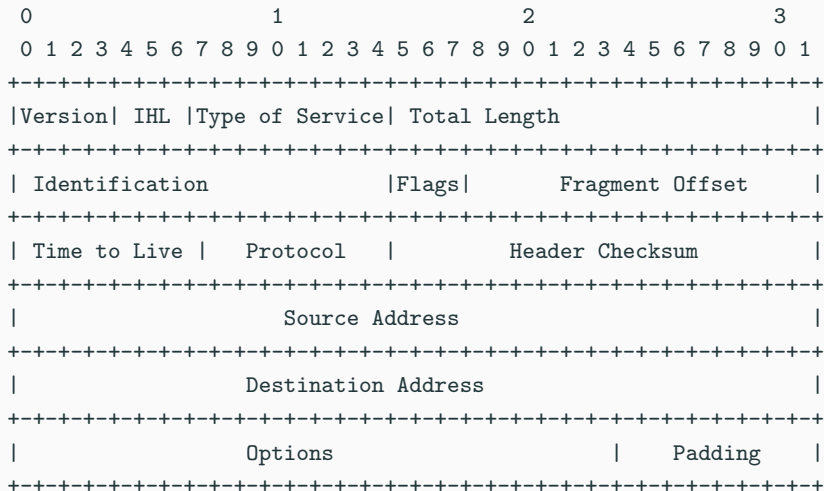 0                   1                   2                   3
 0 1 2 3 4 5 6 7 8 9 0 1 2 3 4 5 6 7 8 9 0 1 2 3 4 5 6 7 8 9 0 1
+-+-+-+-+-+-+-+-+-+-+-+-+-+-+-+-+-+-+-+-+-+-+-+-+-+-+-+-+-+-+-+-+
|Version| IHL |Type of Service| Total Length                    |
+-+-+-+-+-+-+-+-+-+-+-+-+-+-+-+-+-+-+-+-+-+-+-+-+-+-+-+-+-+-+-+-+
| Identification              |Flags|       Fragment Offset     |
+-+-+-+-+-+-+-+-+-+-+-+-+-+-+-+-+-+-+-+-+-+-+-+-+-+-+-+-+-+-+-+-+
| Time to Live |   Protocol   |         Header Checksum         |
+-+-+-+-+-+-+-+-+-+-+-+-+-+-+-+-+-+-+-+-+-+-+-+-+-+-+-+-+-+-+-+-+
|                     Source Address                            |
+-+-+-+-+-+-+-+-+-+-+-+-+-+-+-+-+-+-+-+-+-+-+-+-+-+-+-+-+-+-+-+-+
|                  Destination Address                          |
+-+-+-+-+-+-+-+-+-+-+-+-+-+-+-+-+-+-+-+-+-+-+-+-+-+-+-+-+-+-+-+-+
|                  Options                      |    Padding    |
+-+-+-+-+-+-+-+-+-+-+-+-+-+-+-+-+-+-+-+-+-+-+-+-+-+-+-+-+-+-+-+-+